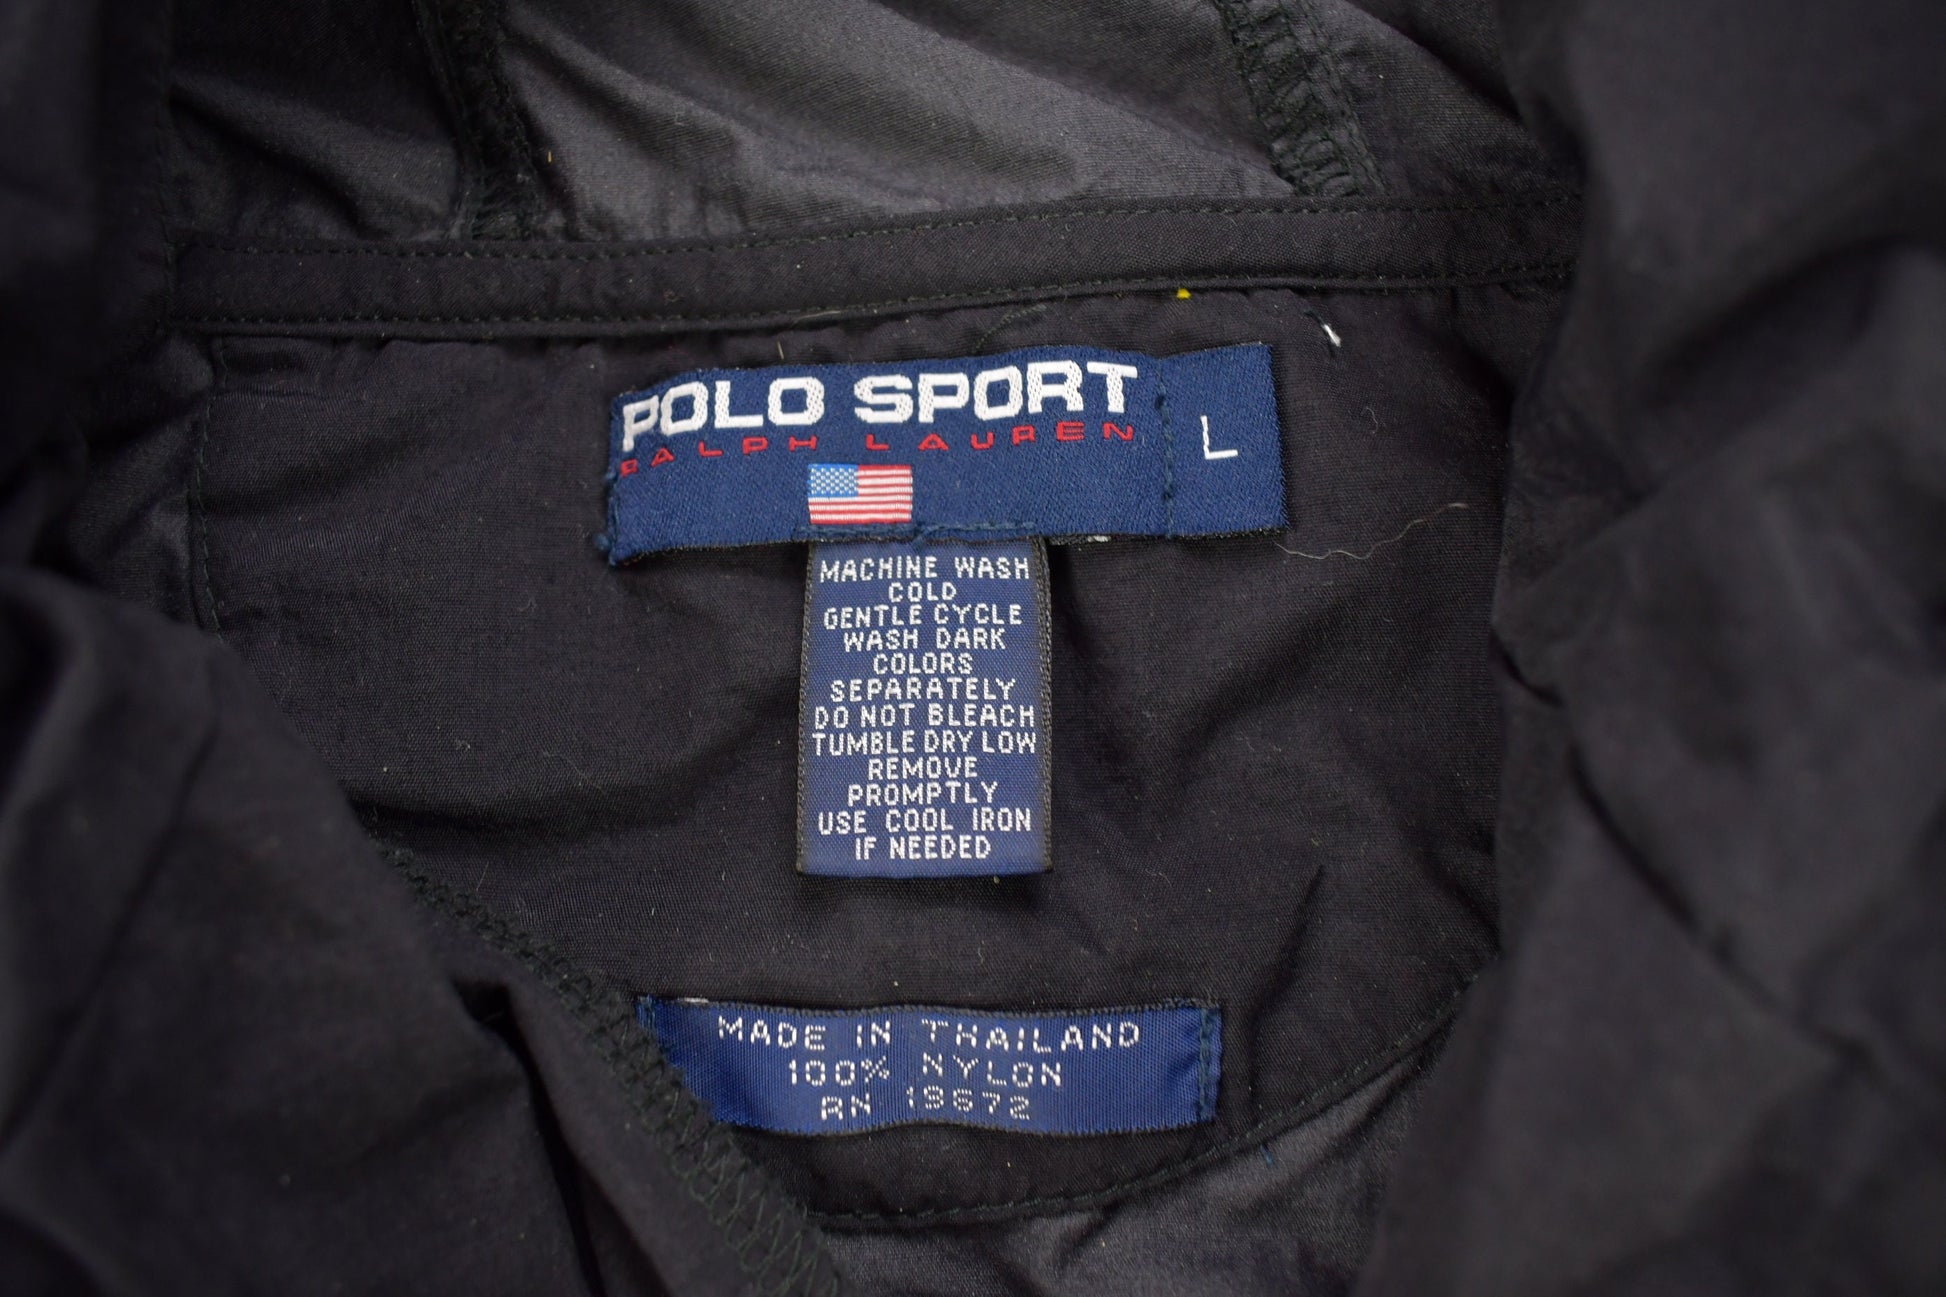 POLO SPORT
RALPH LAUREN
L
MACHINE WASH
COLD
GENTLE CYCLE
WASH DARK
COLORS
SEPARATELY
DO NOT BLEACH
TUMBLE DRY LOW
REMOVE
PROMPTLY
USE COOL IRON
IF NEEDED
MADE IN THAILAND
100% NYLON
RN 19672